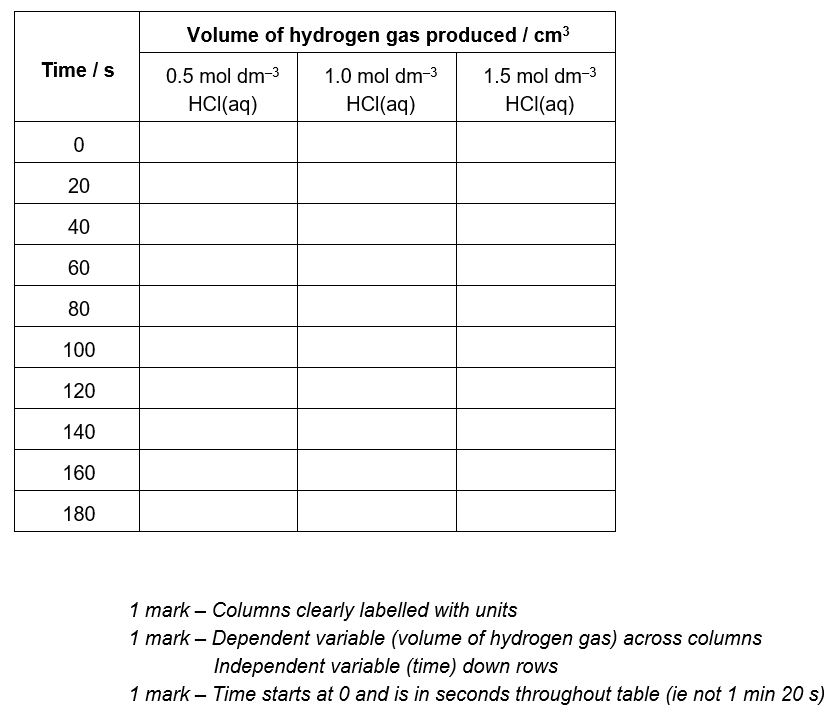 Volume of hydrogen gas produced / cm³
Time / s
0.5 mol dm⁻³ 1.0 mol dm⁻³ 1.5 mol dm⁻³
HCl(aq) HCl(aq) HCl(aq)
0
20
40
60
80
100
120
140
160
180
1 mark – Columns clearly labelled with units
1 mark – Dependent variable (volume of hydrogen gas) across columns
Independent variable (time) down rows
1 mark – Time starts at 0 and is in seconds throughout table (ie not 1 min 20 s)